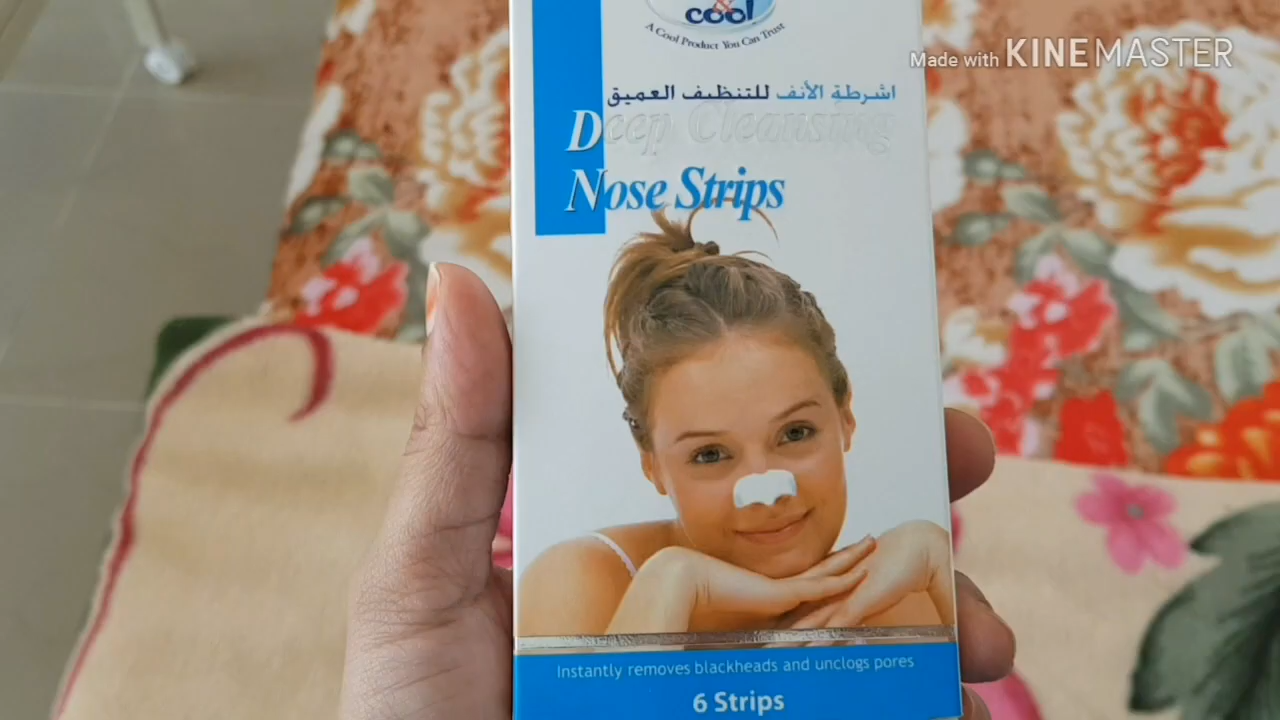 & cool
A Cool Product You Can Trust
Made with KINEMASTER
اشرطة الأنف للتنظيف العميق
Deep Cleansing
Nose Strips
Instantly removes blackheads and unclogs pores
6 Strips